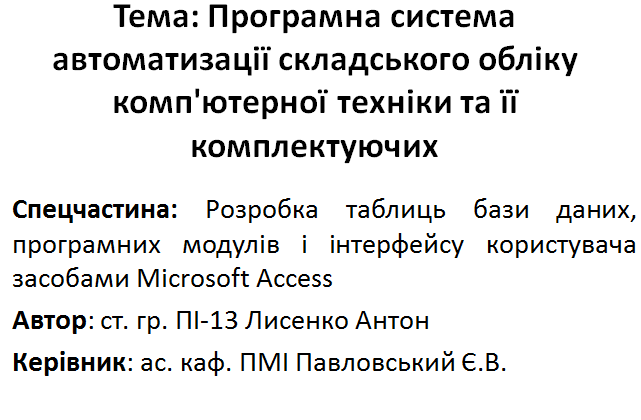 Тема: Програмна система
автоматизації складського обліку
комп'ютерної техніки та її
комплектуючих
Спецчастина: Розробка таблиць бази даних,
програмних модулів і інтерфейсу користувача
засобами Microsoft Access
Автор: ст. гр. ПІ-13 Лисенко Антон
Керівник: ас. каф. ПМІ Павловський Є.В.